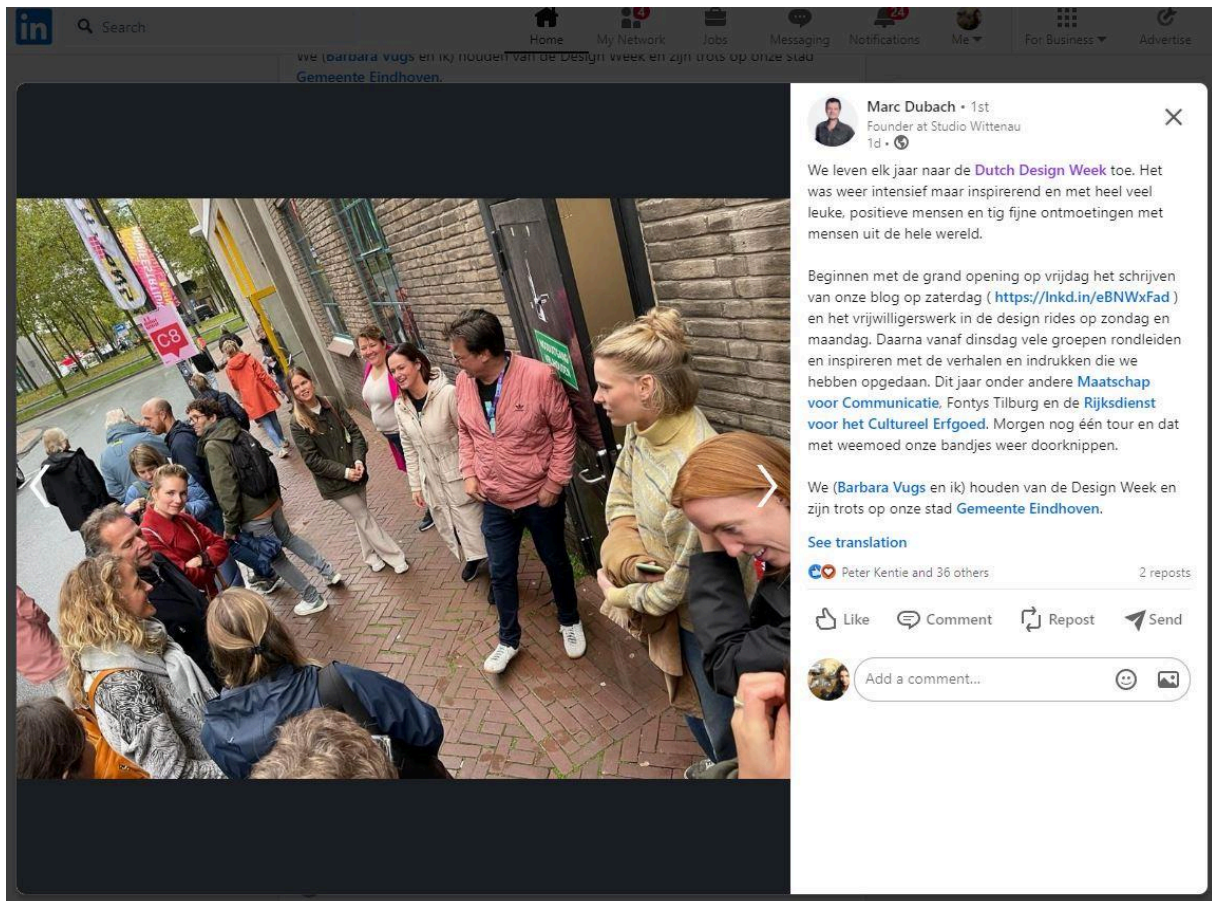 in
Search
Home
4
My Network
Jobs
Messaging
24
Notifications
Me
For Business
Advertise
We (Barbara Vugs en ik) houden van de Design Week en zijn trots op onze stad
Gemeente Eindhoven.
C8
NOODUITGANG
VRIJHOUDEN
Marc Dubach • 1st
Founder at Studio Wittenau
1d •
We leven elk jaar naar de Dutch Design Week toe. Het
was weer intensief maar inspirerend en met heel veel
leuke, positieve mensen en tig fijne ontmoetingen met
mensen uit de hele wereld.
Beginnen met de grand opening op vrijdag het schrijven
van onze blog op zaterdag ( https://lnkd.in/eBNWxFad )
en het vrijwilligerswerk in de design rides op zondag en
maandag. Daarna vanaf dinsdag vele groepen rondleiden
en inspireren met de verhalen en indrukken die we
hebben opgedaan. Dit jaar onder andere Maatschap
voor Communicatie, Fontys Tilburg en de Rijksdienst
voor het Cultureel Erfgoed. Morgen nog één tour en dat
met weemoed onze bandjes weer doorknippen.
We (Barbara Vugs en ik) houden van de Design Week en
zijn trots op onze stad Gemeente Eindhoven.
See translation
Peter Kentie and 36 others
2 reposts
Like
Comment
Repost
Send
Add a comment...